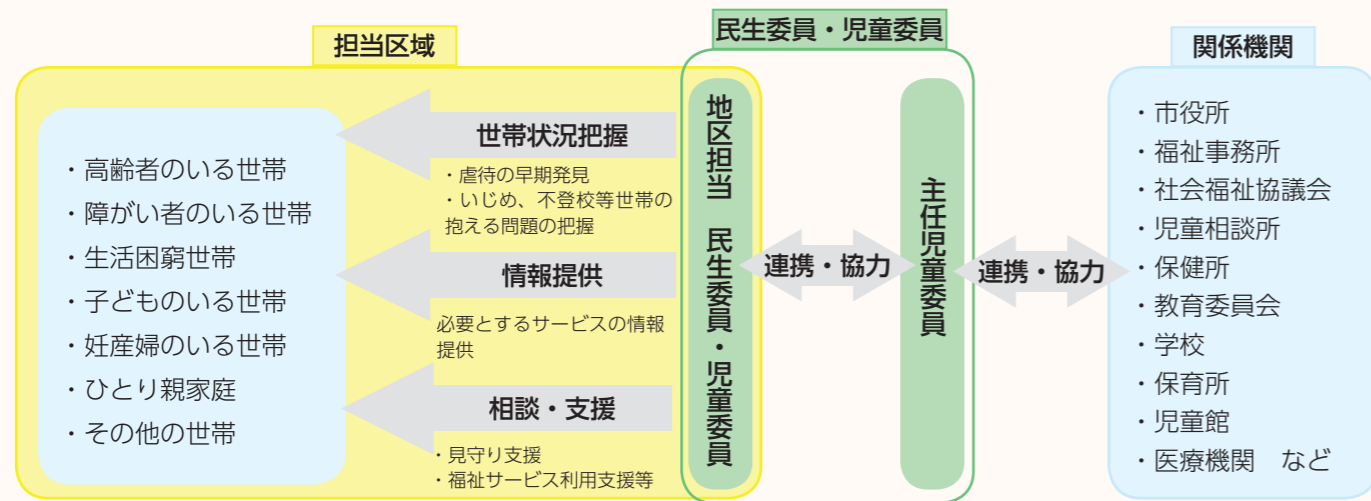 担当区域
・高齢者のいる世帯
・障がい者のいる世帯
・生活困窮世帯
・子どものいる世帯
・妊産婦のいる世帯
・ひとり親家庭
・その他の世帯
世帯状況把握
・虐待の早期発見
・いじめ、不登校等世帯の
抱える問題の把握
情報提供
必要とするサービスの情報
提供
相談・支援
・見守り支援
・福祉サービス利用支援等
民生委員・児童委員
地区担当　民生委員・児童委員
連携・協力
主任児童委員
連携・協力
関係機関
・市役所
・福祉事務所
・社会福祉協議会
・児童相談所
・保健所
・教育委員会
・学校
・保育所
・児童館
・医療機関　など